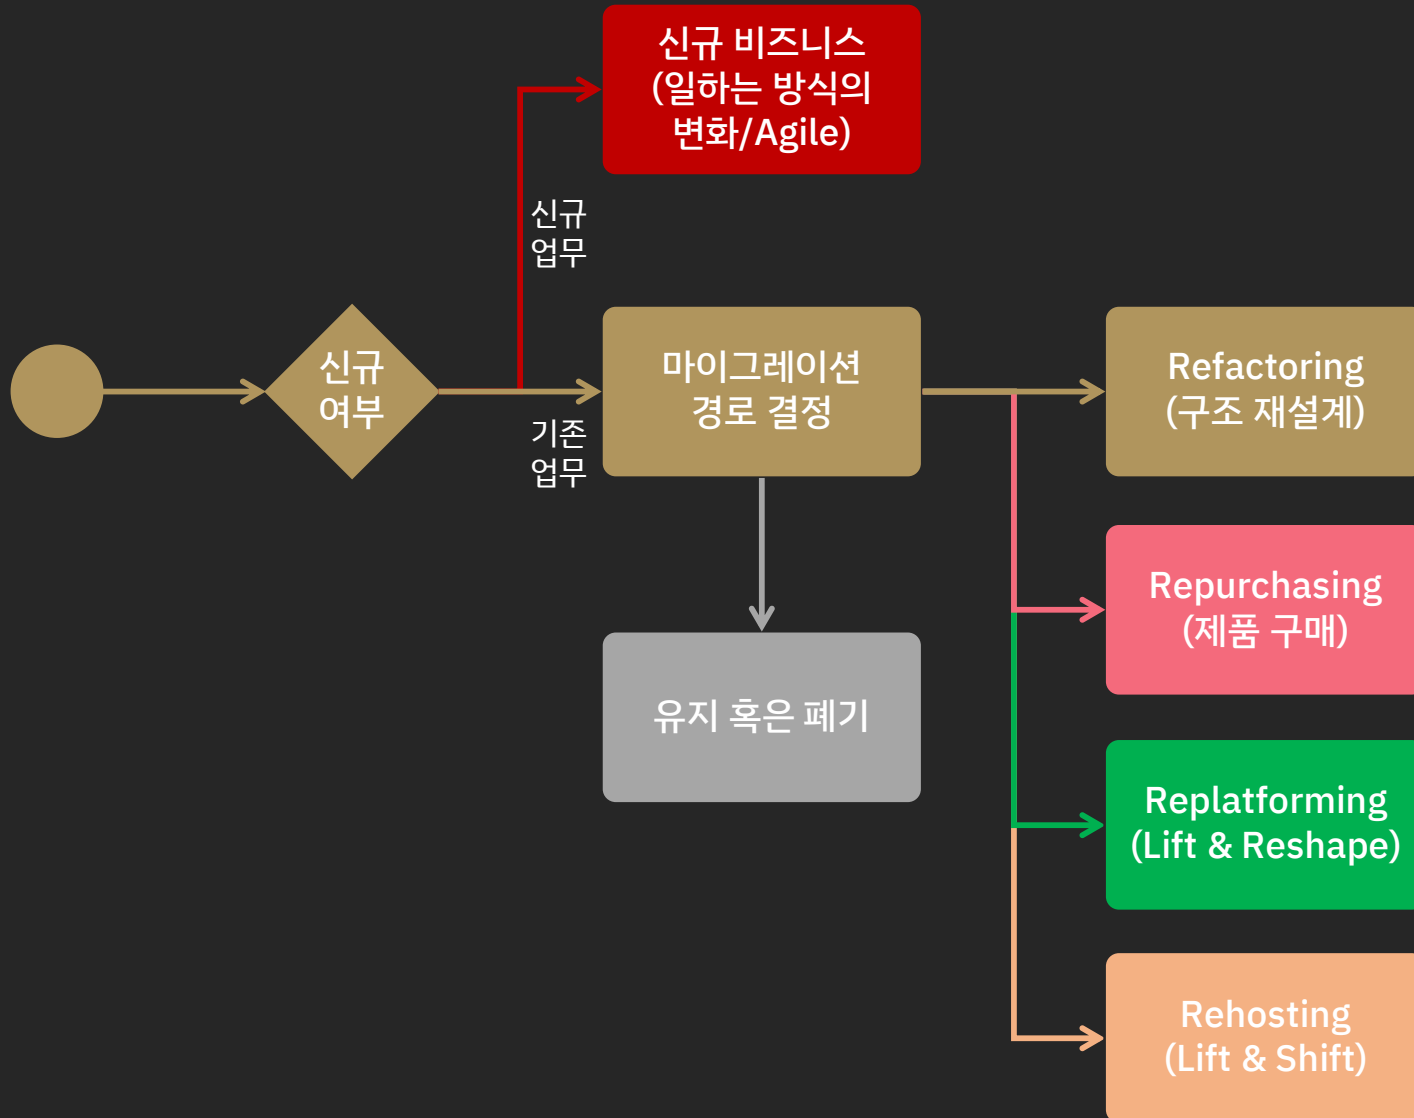 신규 비즈니스
(일하는 방식의
변화/Agile)
신규
업무
신규
여부
기존
업무
마이그레이션
경로 결정
Refactoring
(구조 재설계)
Repurchasing
(제품 구매)
유지 혹은 폐기
Replatforming
(Lift & Reshape)
Rehosting
(Lift & Shift)